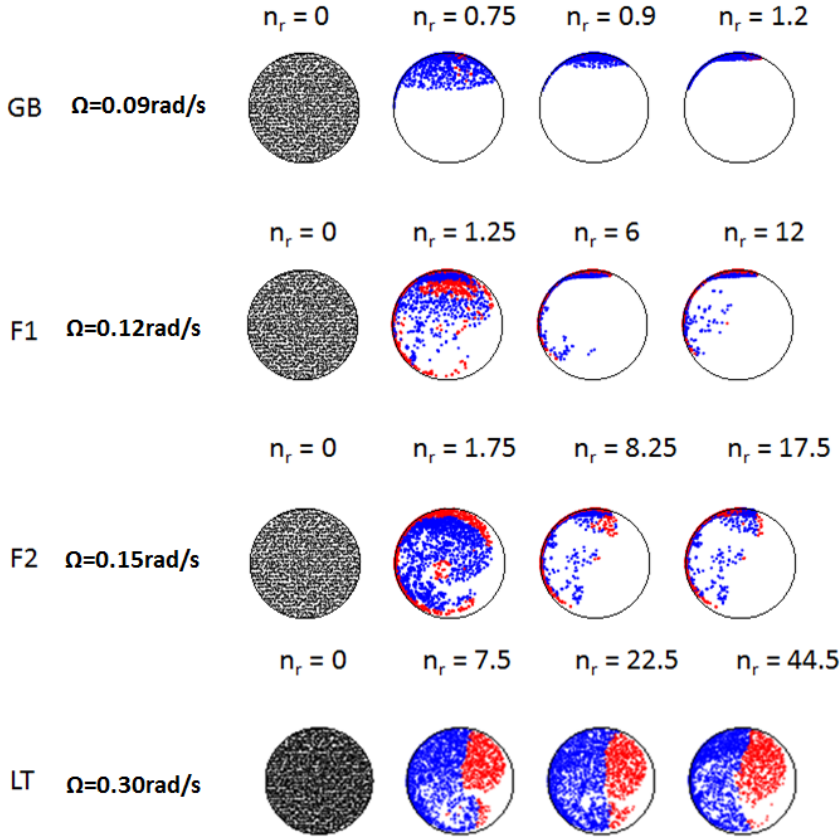 n_r = 0 n_r = 0.75 n_r = 0.9 n_r = 1.2
GB Ω=0.09rad/s
n_r = 0 n_r = 1.25 n_r = 6 n_r = 12
F1 Ω=0.12rad/s
n_r = 0 n_r = 1.75 n_r = 8.25 n_r = 17.5
F2 Ω=0.15rad/s
n_r = 0 n_r = 7.5 n_r = 22.5 n_r = 44.5
LT Ω=0.30rad/s